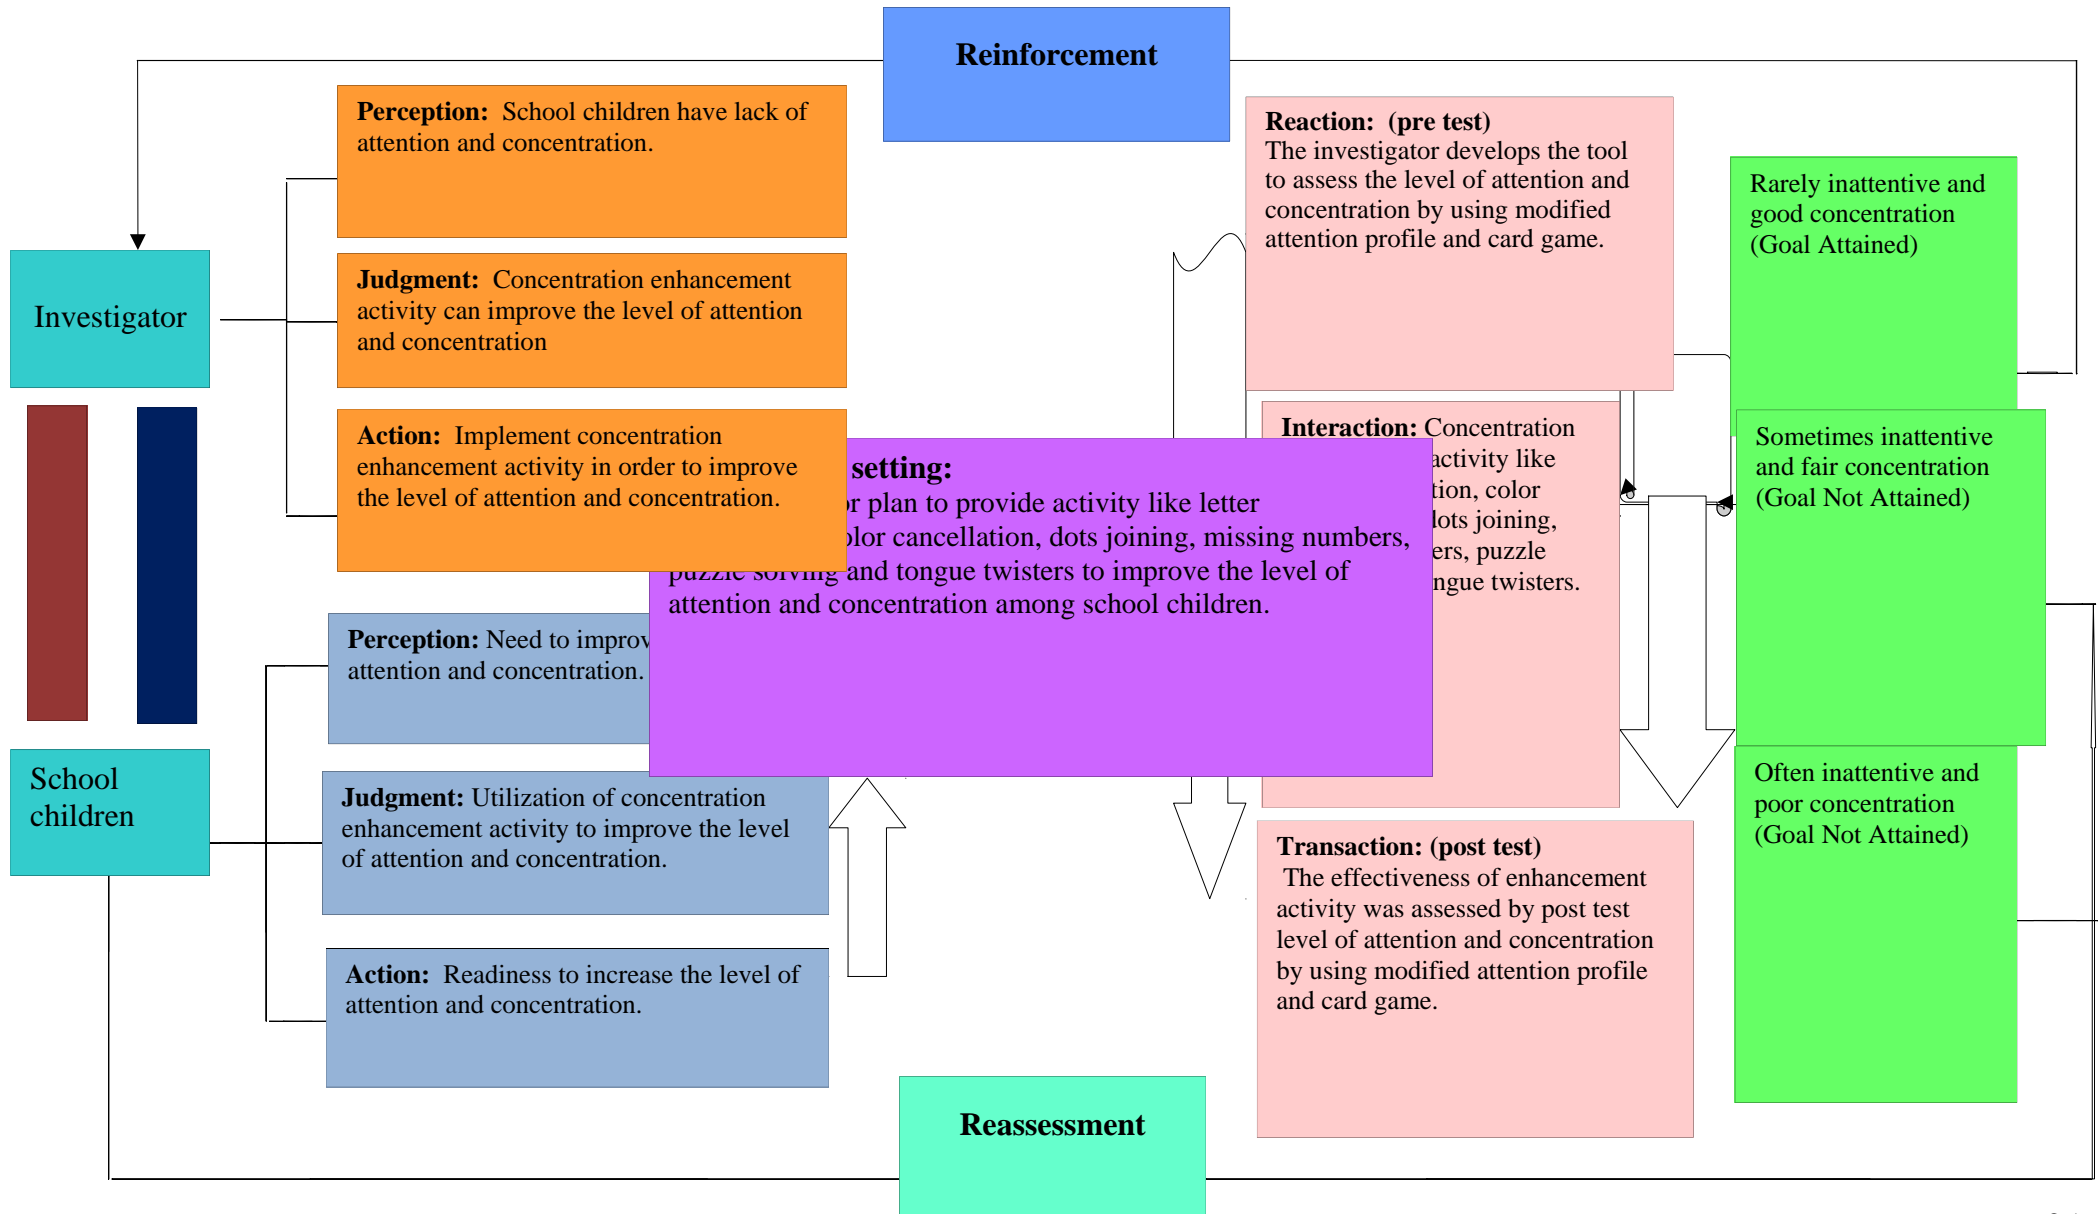 Reinforcement
Perception: School children have lack of
attention and concentration.
Judgment: Concentration enhancement
activity can improve the level of attention
and concentration
Action: Implement concentration
enhancement activity in order to improve
the level of attention and concentration.
Investigator
School
children
Perception: Need to
attention and concentration.
Judgment: Utilization of concentration
enhancement activity to improve the level
of attention and concentration.
Action: Readiness to increase the level of
attention and concentration.
setting:
plan to provide activity like letter
cancellation, dots joining, missing numbers,
puzzle solving and tongue twisters to improve the level of
attention and concentration among school children.
Reaction: (pre test)
The investigator develops the tool
to assess the level of attention and
concentration by using modified
attention profile and card game.
Interaction: Concentration
activity like
color
joining,
puzzle
twisters.
Transaction: (post test)
The effectiveness of enhancement
activity was assessed by post test
level of attention and concentration
by using modified attention profile
and card game.
Rarely inattentive and
good concentration
(Goal Attained)
Sometimes inattentive
and fair concentration
(Goal Not Attained)
Often inattentive and
poor concentration
(Goal Not Attained)
Reassessment